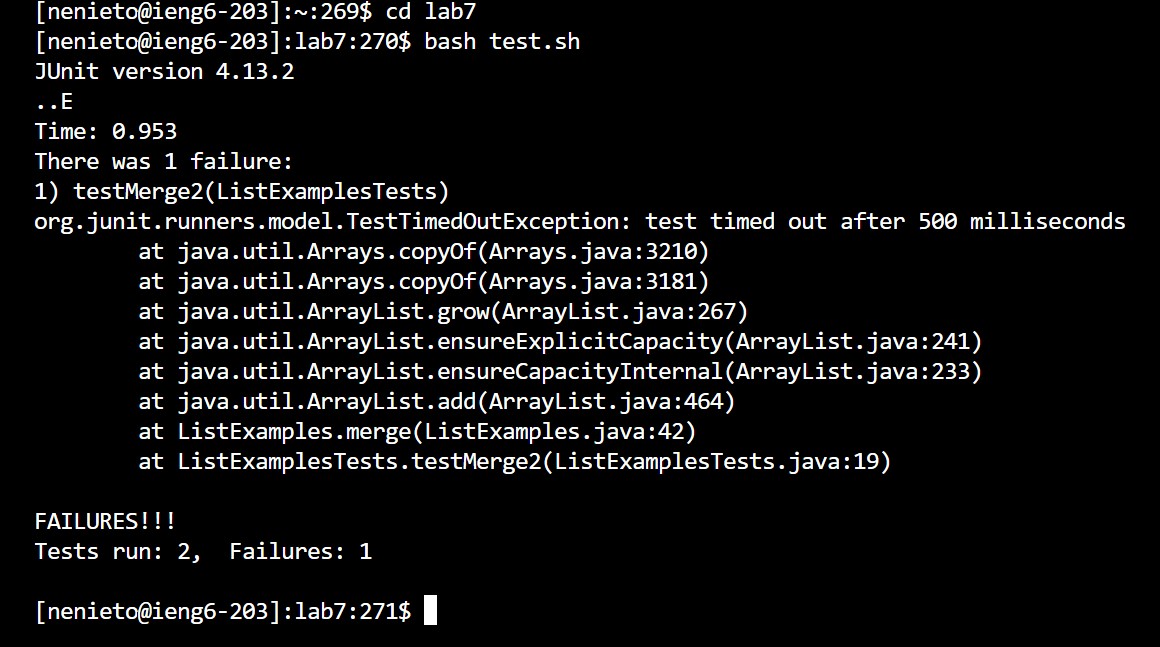 [nenieto@ieng6-203]:~:269$ cd lab7
[nenieto@ieng6-203]:lab7:270$ bash test.sh
JUnit version 4.13.2
..E
Time: 0.953
There was 1 failure:
1) testMerge2(ListExamplesTests)
org.junit.runners.model.TestTimedOutException: test timed out after 500 milliseconds
        at java.util.Arrays.copyOf(Arrays.java:3210)
        at java.util.Arrays.copyOf(Arrays.java:3181)
        at java.util.ArrayList.grow(ArrayList.java:267)
        at java.util.ArrayList.ensureExplicitCapacity(ArrayList.java:241)
        at java.util.ArrayList.ensureCapacityInternal(ArrayList.java:233)
        at java.util.ArrayList.add(ArrayList.java:464)
        at ListExamples.merge(ListExamples.java:42)
        at ListExamplesTests.testMerge2(ListExamplesTests.java:19)

FAILURES!!!
Tests run: 2,  Failures: 1

[nenieto@ieng6-203]:lab7:271$